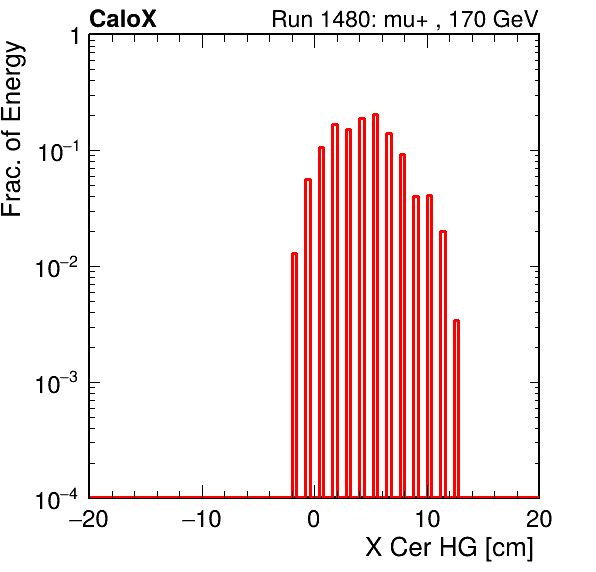 CaloX Run 1480: mu+ , 170 GeV
Frac. of Energy
1
10⁻¹
10⁻²
10⁻³
10⁻⁴
−20 −10 0 10 20
X Cer HG [cm]